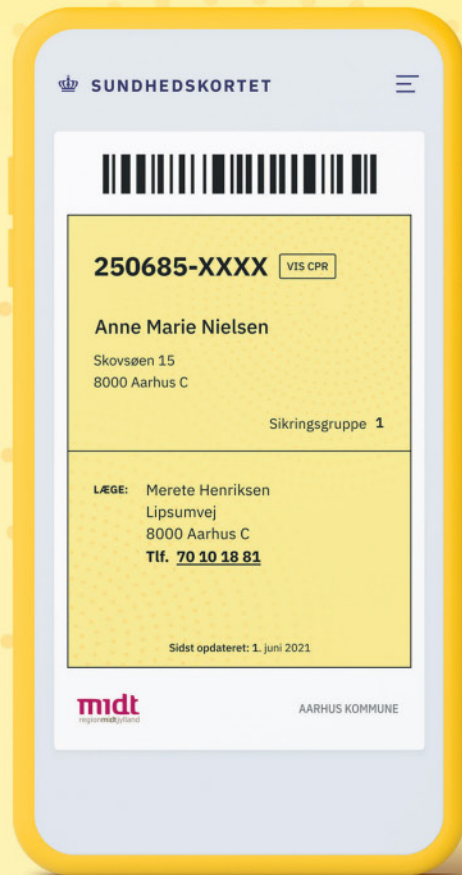 SUNDHEDSKORTET
250685-XXXX VIS CPR
Anne Marie Nielsen
Skovsøen 15
8000 Aarhus C
Sikringsgruppe 1
LÆGE: Merete Henriksen
Lipsumvej
8000 Aarhus C
Tlf. 70 10 18 81
Sidst opdateret: 1. juni 2021
midt
regionmidtjylland
AARHUS KOMMUNE